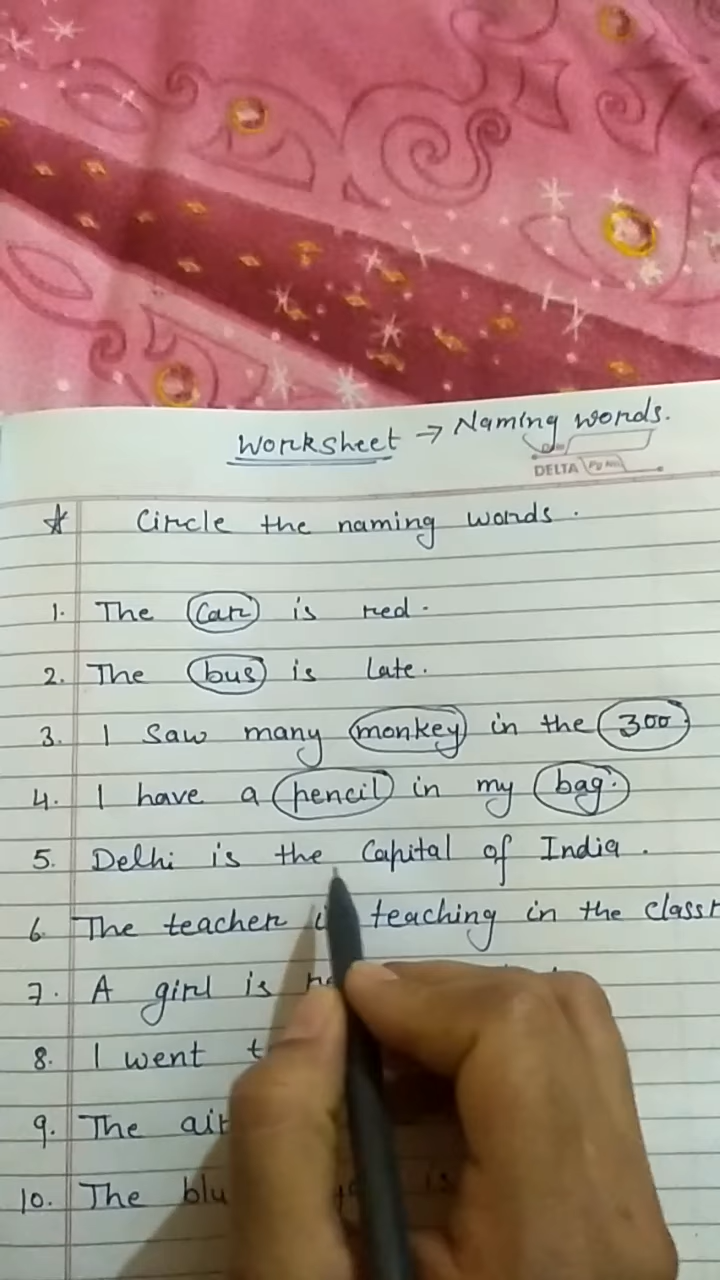 Worksheet → Naming words.
DELTA
☆ Circle the naming words.
1. The car is red.
2. The bus is late.
3. I saw many monkey in the zoo
4. I have a pencil in my bag.
5. Delhi is the Capital of India.
6. The teacher is teaching in the
7. A girl is
8. I went
9. The
10. The is